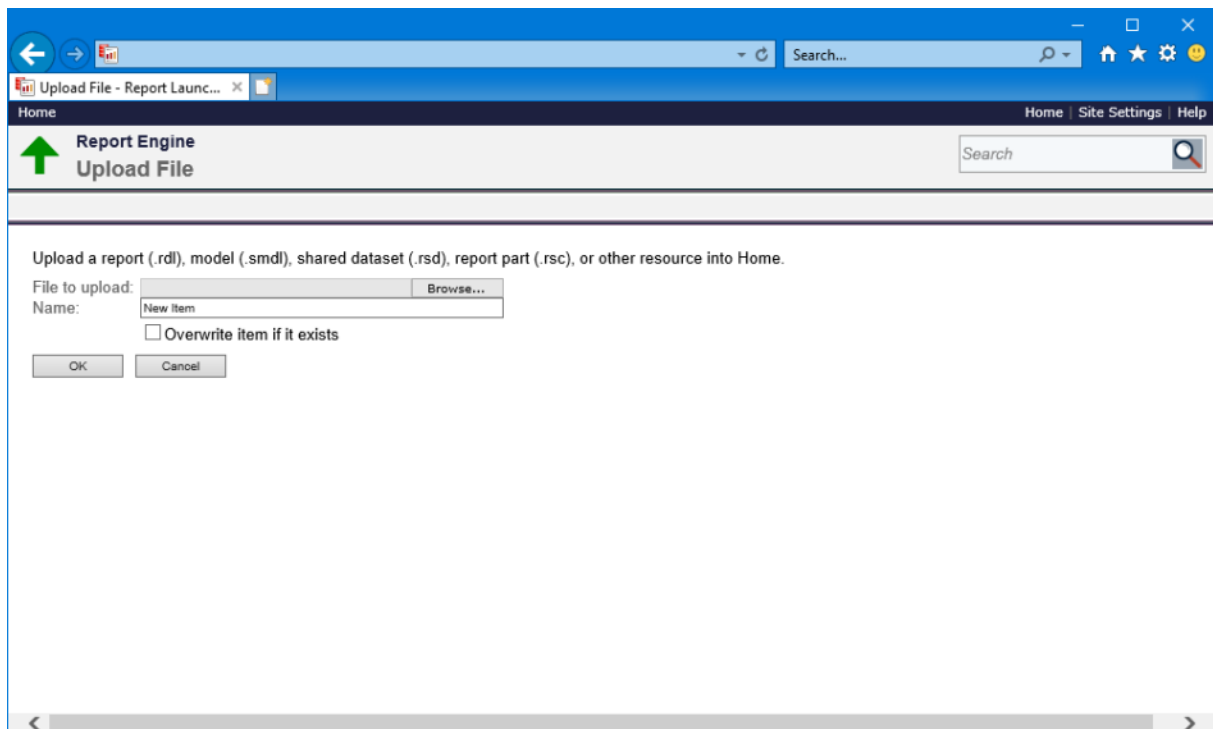 Search...
Upload File - Report Launc...
Home
Home | Site Settings | Help
Report Engine
Upload File
Search
Upload a report (.rdl), model (.smdl), shared dataset (.rsd), report part (.rsc), or other resource into Home.
File to upload: Browse...
Name: New Item
Overwrite item if it exists
OK Cancel